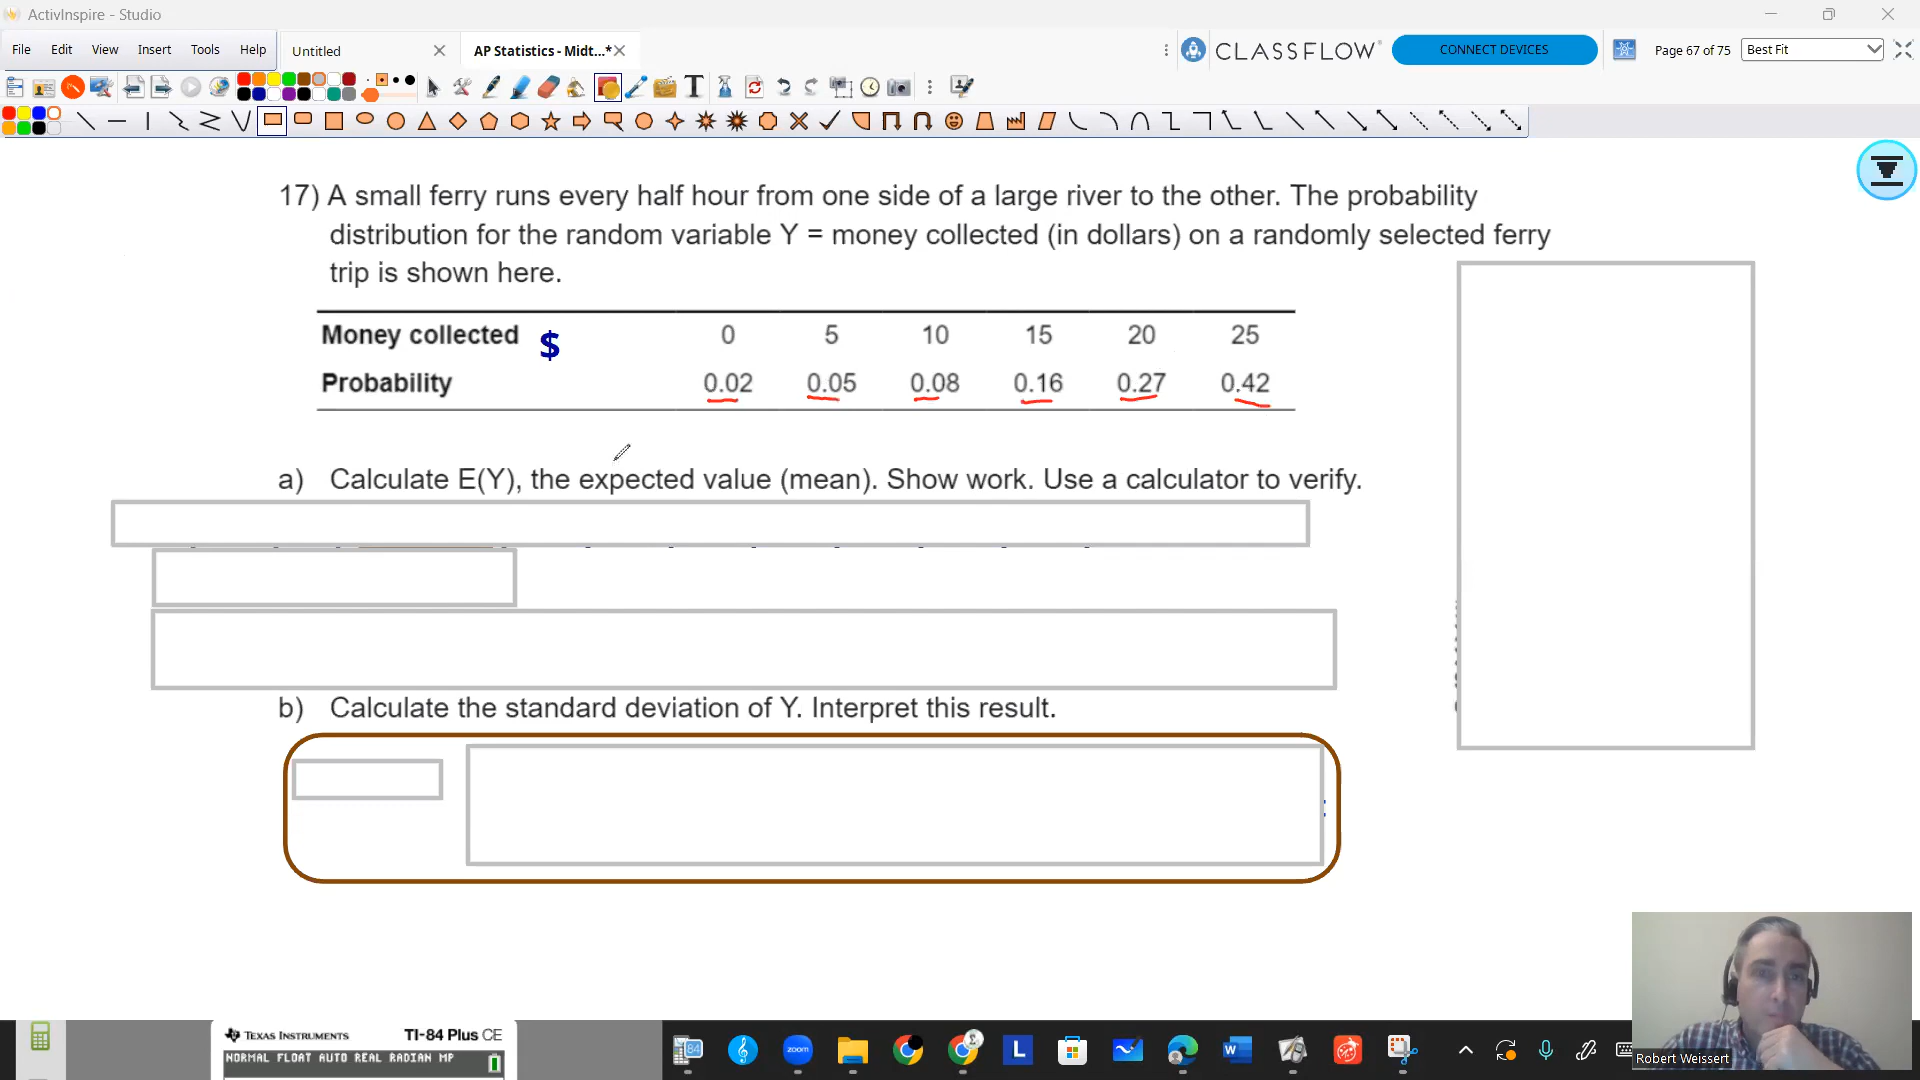 ActivInspire - Studio
File Edit View Insert Tools Help
Untitled
AP Statistics - Midt...*
CLASSFLOW
CONNECT DEVICES
Page 67 of 75
Best Fit
17) A small ferry runs every half hour from one side of a large river to the other. The probability
distribution for the random variable Y = money collected (in dollars) on a randomly selected ferry
trip is shown here.
Money collected $ 0 5 10 15 20 25
Probability 0.02 0.05 0.08 0.16 0.27 0.42
a) Calculate E(Y), the expected value (mean). Show work. Use a calculator to verify.
b) Calculate the standard deviation of Y. Interpret this result.
TEXAS INSTRUMENTS TI-84 Plus CE
NORMAL FLOAT AUTO REAL RADIAN MP
84
zoom
L
W
Robert Weissert